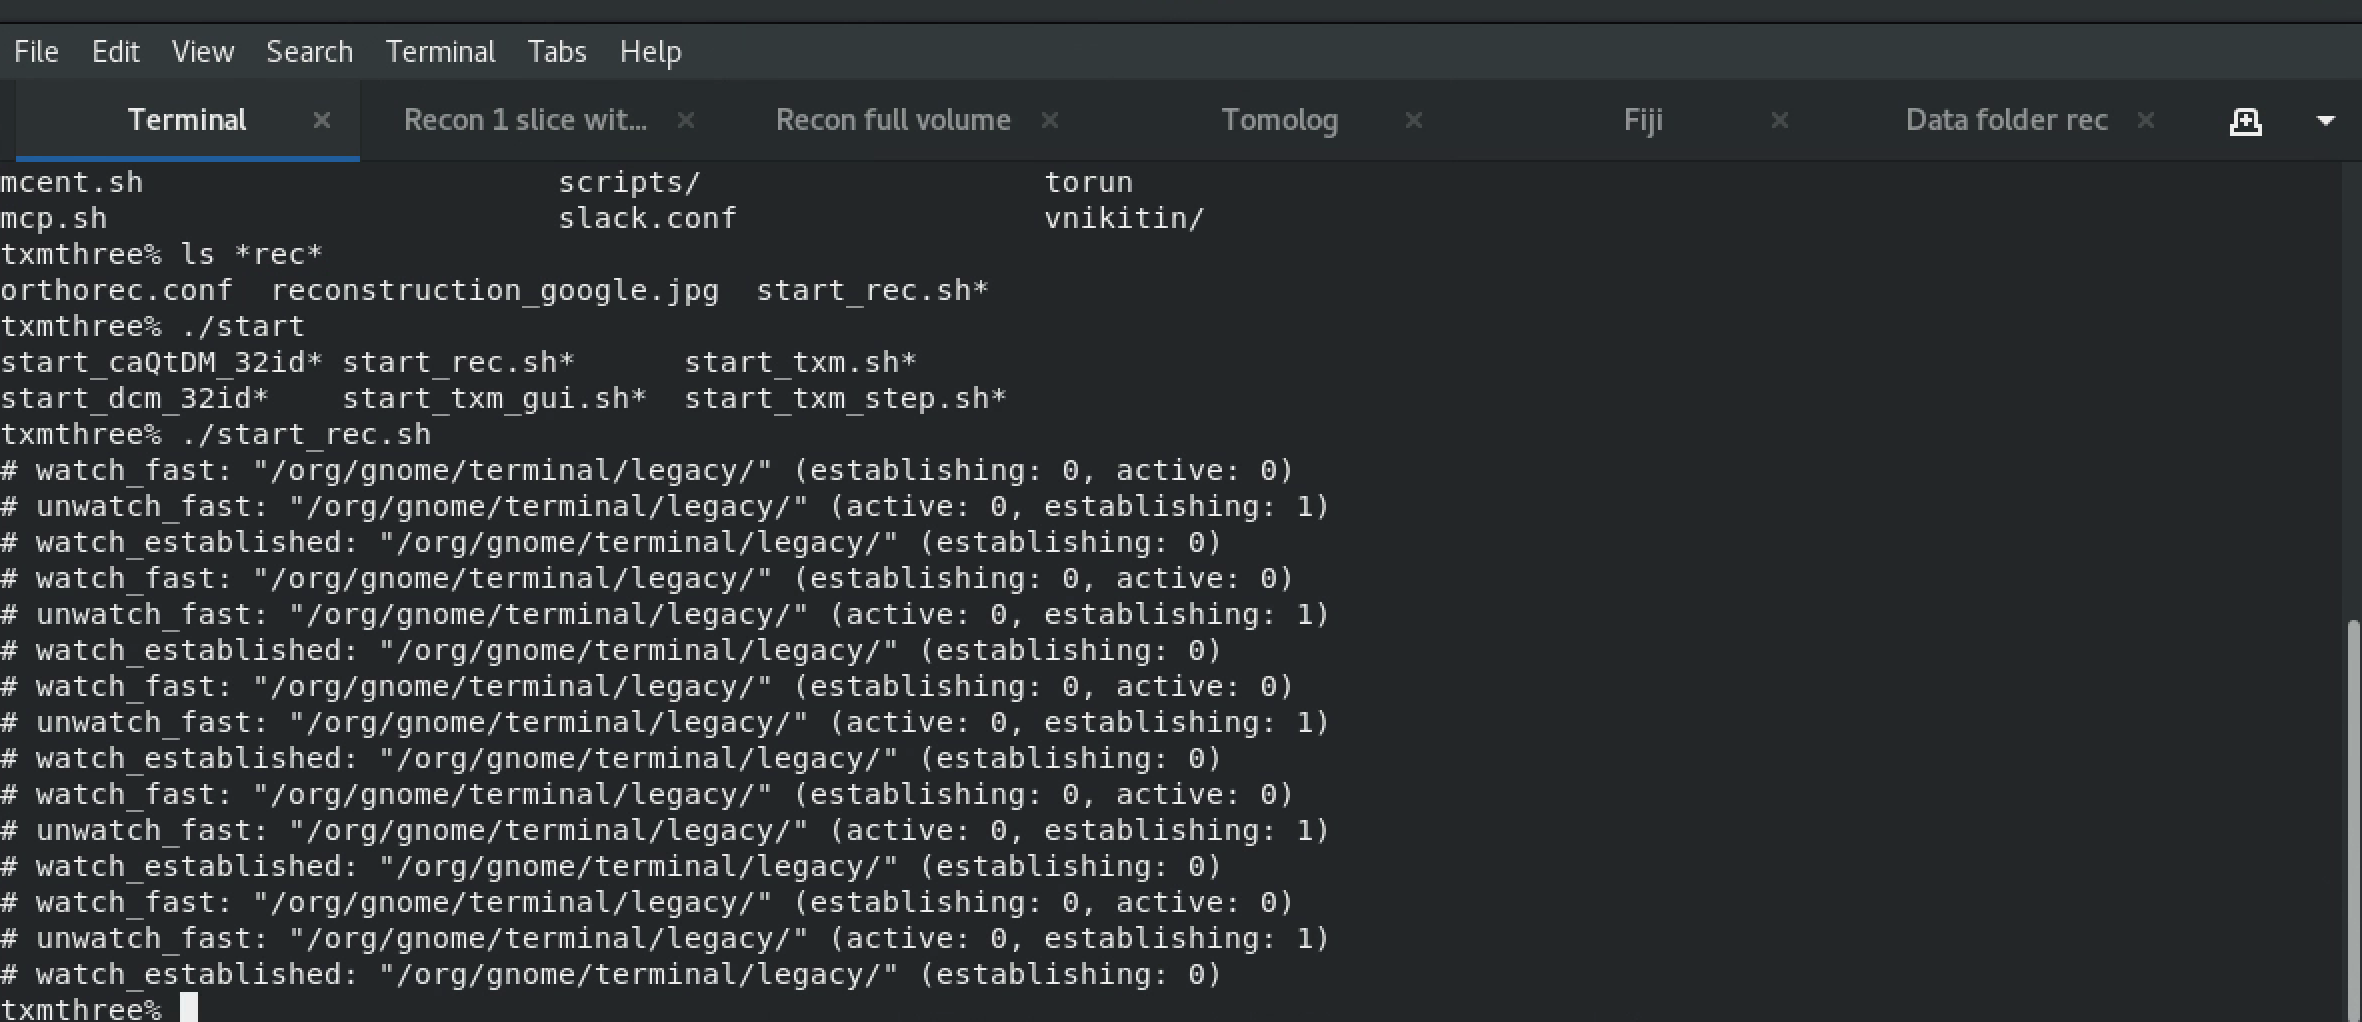 File Edit View Search Terminal Tabs Help
Terminal × Recon 1 slice wit... × Recon full volume × Tomolog × Fiji × Data folder rec ×
mcent.sh scripts/ torun
mcp.sh slack.conf vnikitin/
txmthree% ls *rec*
orthorec.conf reconstruction_google.jpg start_rec.sh*
txmthree% ./start
start_caQtDM_32id* start_rec.sh* start_txm.sh*
start_dcm_32id* start_txm_gui.sh* start_txm_step.sh*
txmthree% ./start_rec.sh
# watch_fast: "/org/gnome/terminal/legacy/" (establishing: 0, active: 0)
# unwatch_fast: "/org/gnome/terminal/legacy/" (active: 0, establishing: 1)
# watch_established: "/org/gnome/terminal/legacy/" (establishing: 0)
# watch_fast: "/org/gnome/terminal/legacy/" (establishing: 0, active: 0)
# unwatch_fast: "/org/gnome/terminal/legacy/" (active: 0, establishing: 1)
# watch_established: "/org/gnome/terminal/legacy/" (establishing: 0)
# watch_fast: "/org/gnome/terminal/legacy/" (establishing: 0, active: 0)
# unwatch_fast: "/org/gnome/terminal/legacy/" (active: 0, establishing: 1)
# watch_established: "/org/gnome/terminal/legacy/" (establishing: 0)
# watch_fast: "/org/gnome/terminal/legacy/" (establishing: 0, active: 0)
# unwatch_fast: "/org/gnome/terminal/legacy/" (active: 0, establishing: 1)
# watch_established: "/org/gnome/terminal/legacy/" (establishing: 0)
# watch_fast: "/org/gnome/terminal/legacy/" (establishing: 0, active: 0)
# unwatch_fast: "/org/gnome/terminal/legacy/" (active: 0, establishing: 1)
# watch_established: "/org/gnome/terminal/legacy/" (establishing: 0)
txmthree%